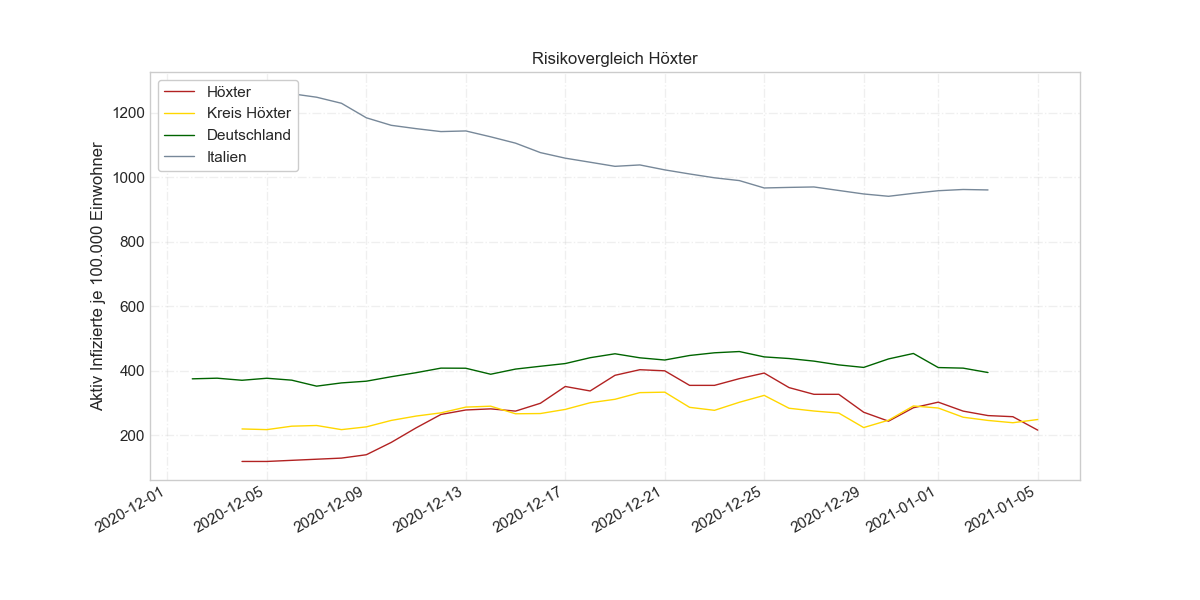 Risikovergleich Höxter
Höxter
Kreis Höxter
Deutschland
Italien
Aktiv Infizierte je 100.000 Einwohner
1200
1000
800
600
400
200
2020-12-01
2020-12-05
2020-12-09
2020-12-13
2020-12-17
2020-12-21
2020-12-25
2020-12-29
2021-01-01
2021-01-05